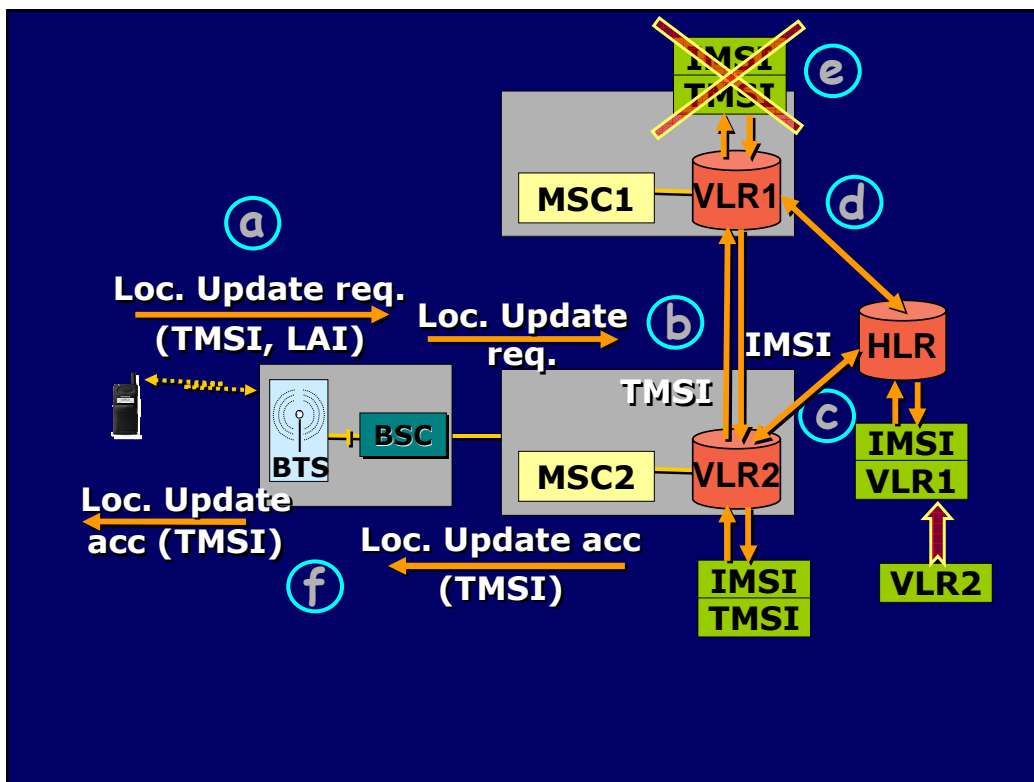 IMSI
TMSI
e
MSC1
VLR1
d
a
Loc. Update req.
(TMSI, LAI)
Loc. Update
req.
b
IMSI
HLR
TMSI
c
BTS
BSC
MSC2
VLR2
IMSI
VLR1
Loc. Update
acc (TMSI)
Loc. Update acc
(TMSI)
f
IMSI
TMSI
VLR2